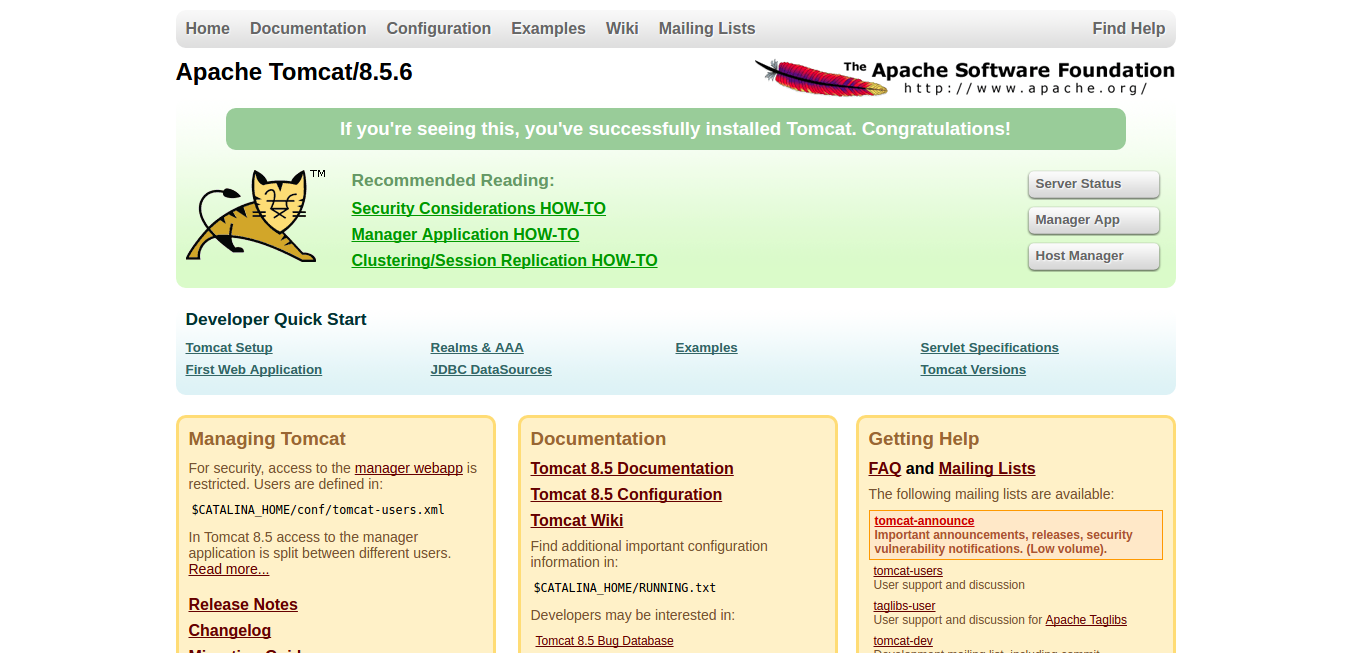 Home Documentation Configuration Examples Wiki Mailing Lists Find Help
Apache Tomcat/8.5.6
The Apache Software Foundation
http://www.apache.org/
If you're seeing this, you've successfully installed Tomcat. Congratulations!
TM
Recommended Reading:
Security Considerations HOW-TO
Manager Application HOW-TO
Clustering/Session Replication HOW-TO
Server Status
Manager App
Host Manager
Developer Quick Start
Tomcat Setup
First Web Application
Realms & AAA
JDBC DataSources
Examples
Servlet Specifications
Tomcat Versions
Managing Tomcat
For security, access to the manager webapp is
restricted. Users are defined in:
$CATALINA_HOME/conf/tomcat-users.xml
In Tomcat 8.5 access to the manager
application is split between different users.
Read more...
Release Notes
Changelog
Documentation
Tomcat 8.5 Documentation
Tomcat 8.5 Configuration
Tomcat Wiki
Find additional important configuration
information in:
$CATALINA_HOME/RUNNING.txt
Developers may be interested in:
Tomcat 8.5 Bug Database
Getting Help
FAQ and Mailing Lists
The following mailing lists are available:
tomcat-announce
Important announcements, releases, security
vulnerability notifications. (Low volume).
tomcat-users
User support and discussion
taglibs-user
User support and discussion for Apache Taglibs
tomcat-dev